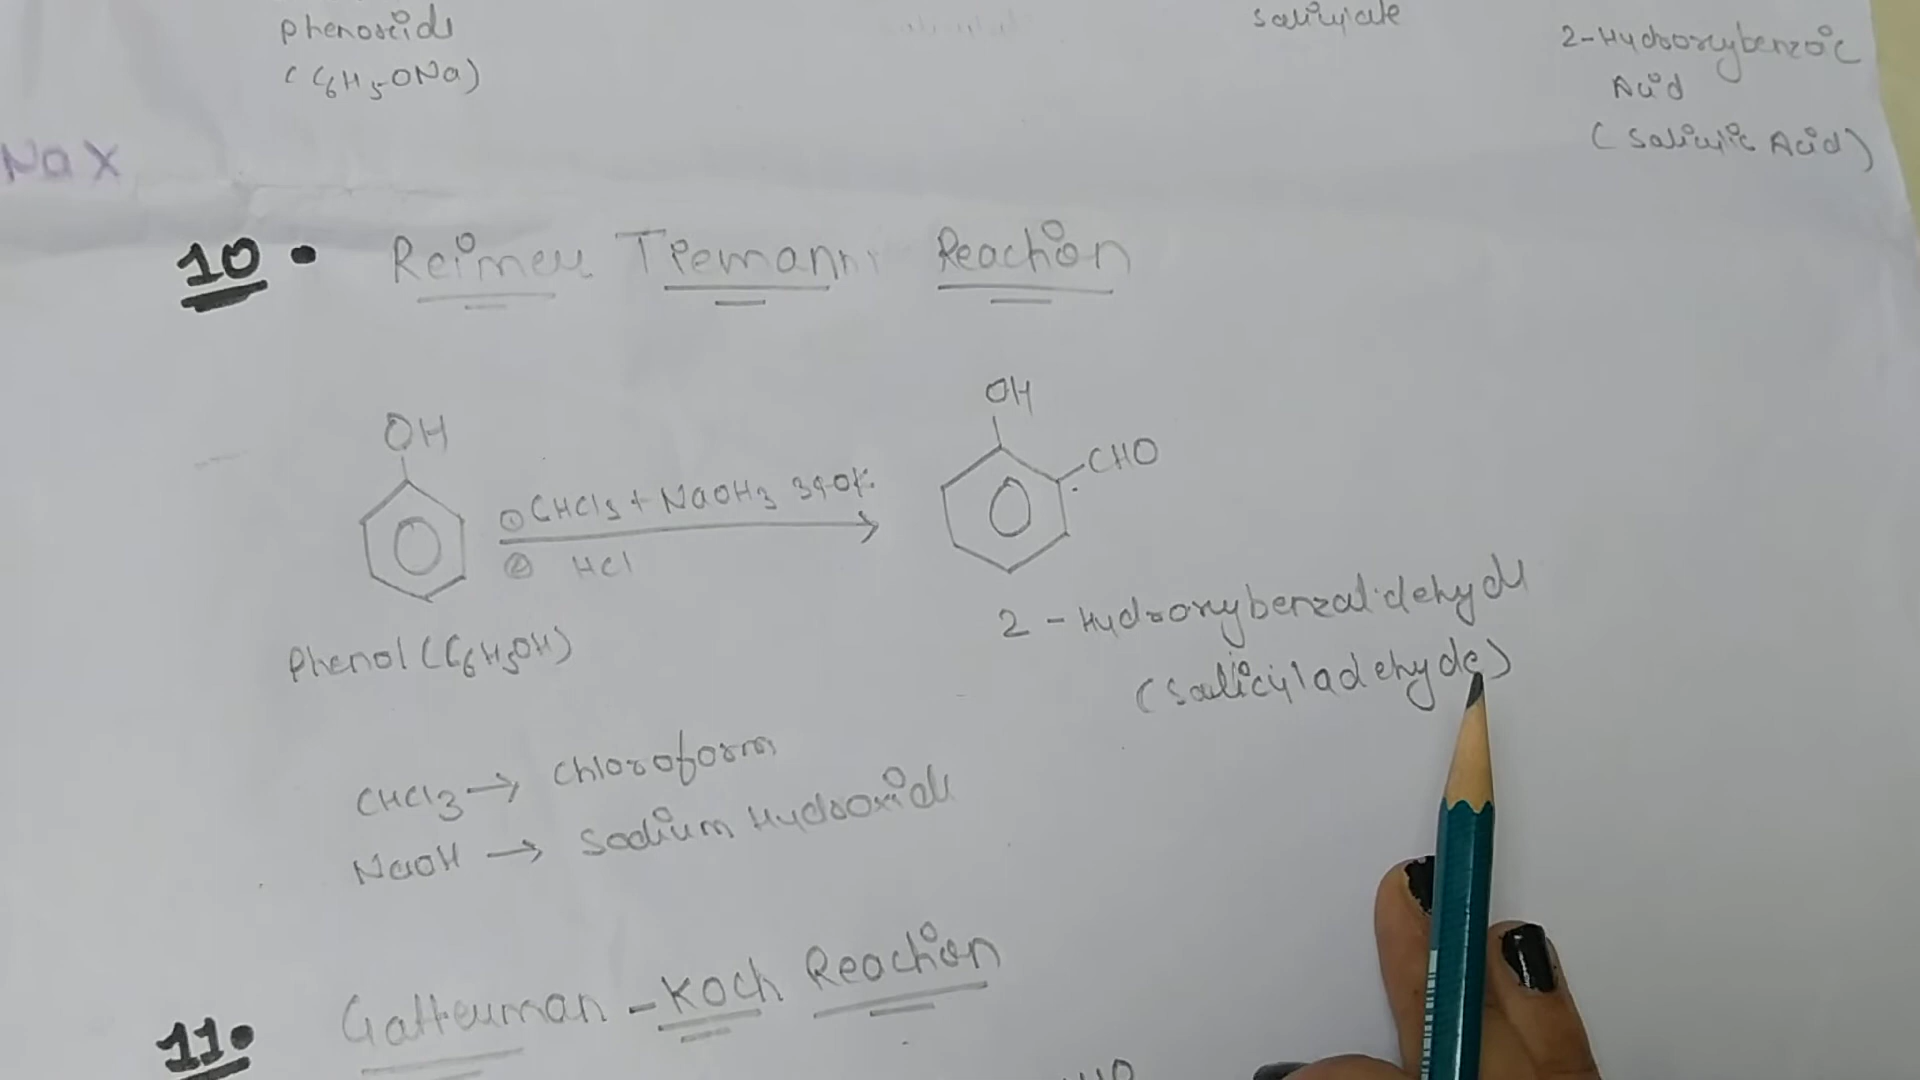 phenoxide
(C6H5ONa)
salicylate
2-Hydroxybenzoic
Acid
(Salicylic Acid)
Na X
10. Reimer Tiemann Reaction
OH
OH
CHO
① CHCl3 + NaOH, 340K
② HCl
Phenol (C6H5OH)
2-Hydroxybenzaldehyde
(Salicyladehyde)
CHCl3 → Chloroform
NaOH → Sodium Hydroxide
11. Gatterman-Koch Reaction